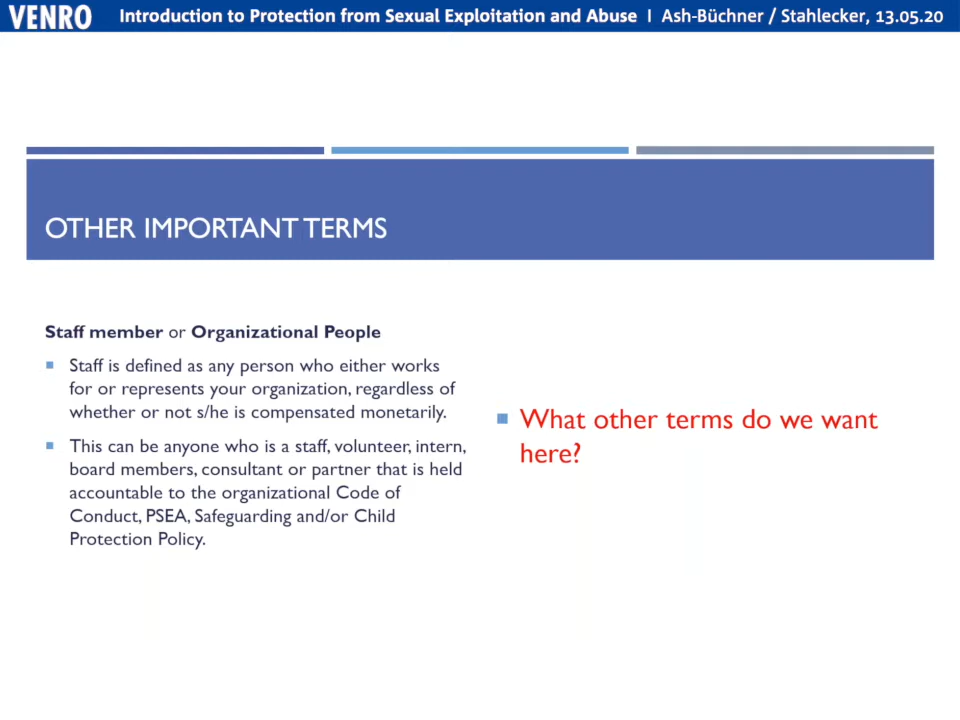 VENRO Introduction to Protection from Sexual Exploitation and Abuse I Ash-Büchner / Stahlecker, 13.05.20
OTHER IMPORTANT TERMS
Staff member or Organizational People
Staff is defined as any person who either works
for or represents your organization, regardless of
whether or not s/he is compensated monetarily.
This can be anyone who is a staff, volunteer, intern,
board members, consultant or partner that is held
accountable to the organizational Code of
Conduct, PSEA, Safeguarding and/or Child
Protection Policy.
What other terms do we want
here?